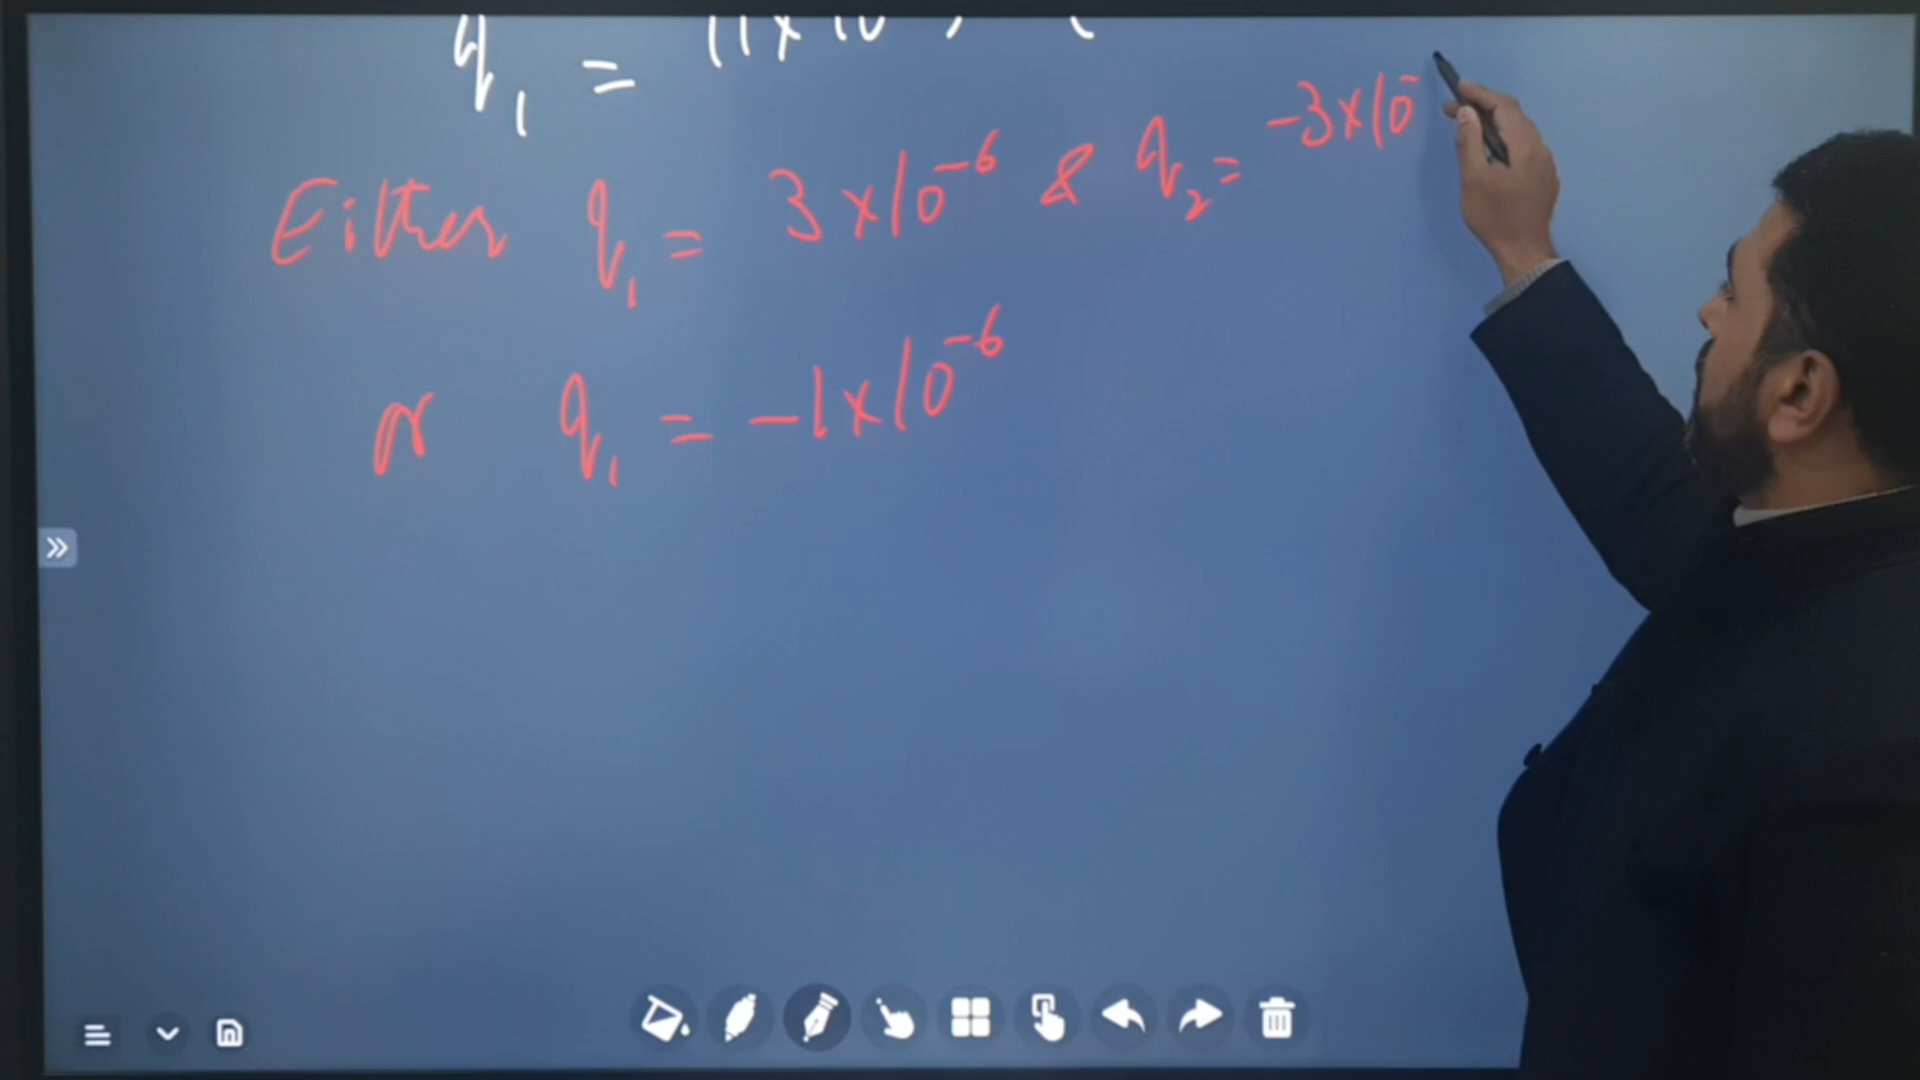 q₁ =
Either q₁ = 3×10⁻⁶ & q₂ = -3×10⁻
or q₁ = -1×10⁻⁶